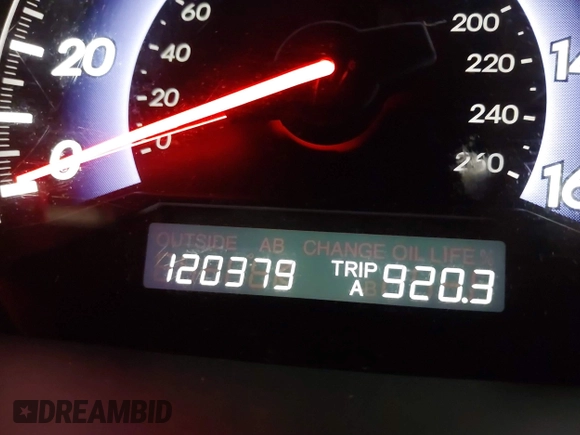 60 200
20 220 14
20 240
0 0 260 16
OUTSIDE AB CHANGE OIL LIFE %
120379 TRIP A 920.3
DREAMBID